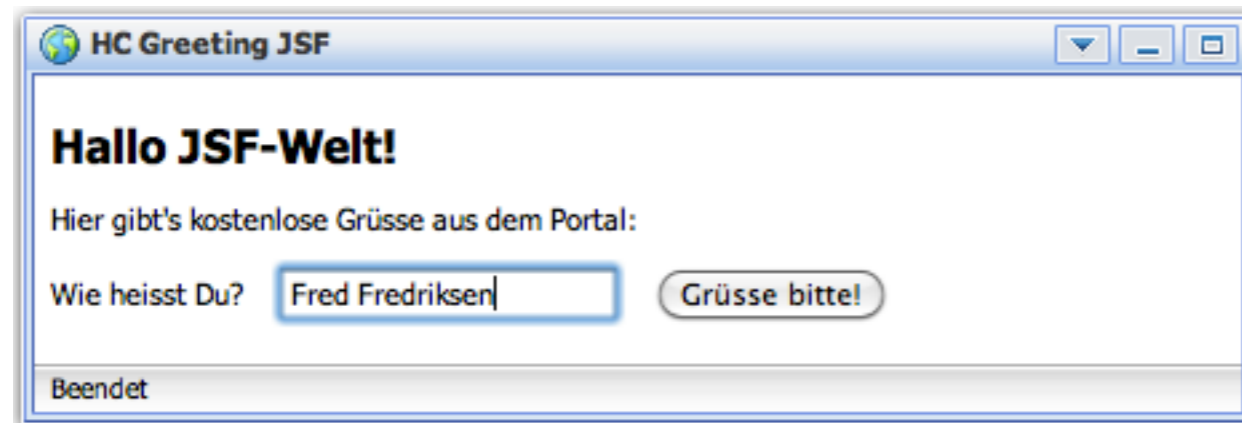 HC Greeting JSF
Hallo JSF-Welt!
Hier gibt's kostenlose Grüsse aus dem Portal:
Wie heisst Du? Fred Fredriksen Grüsse bitte!
Beendet